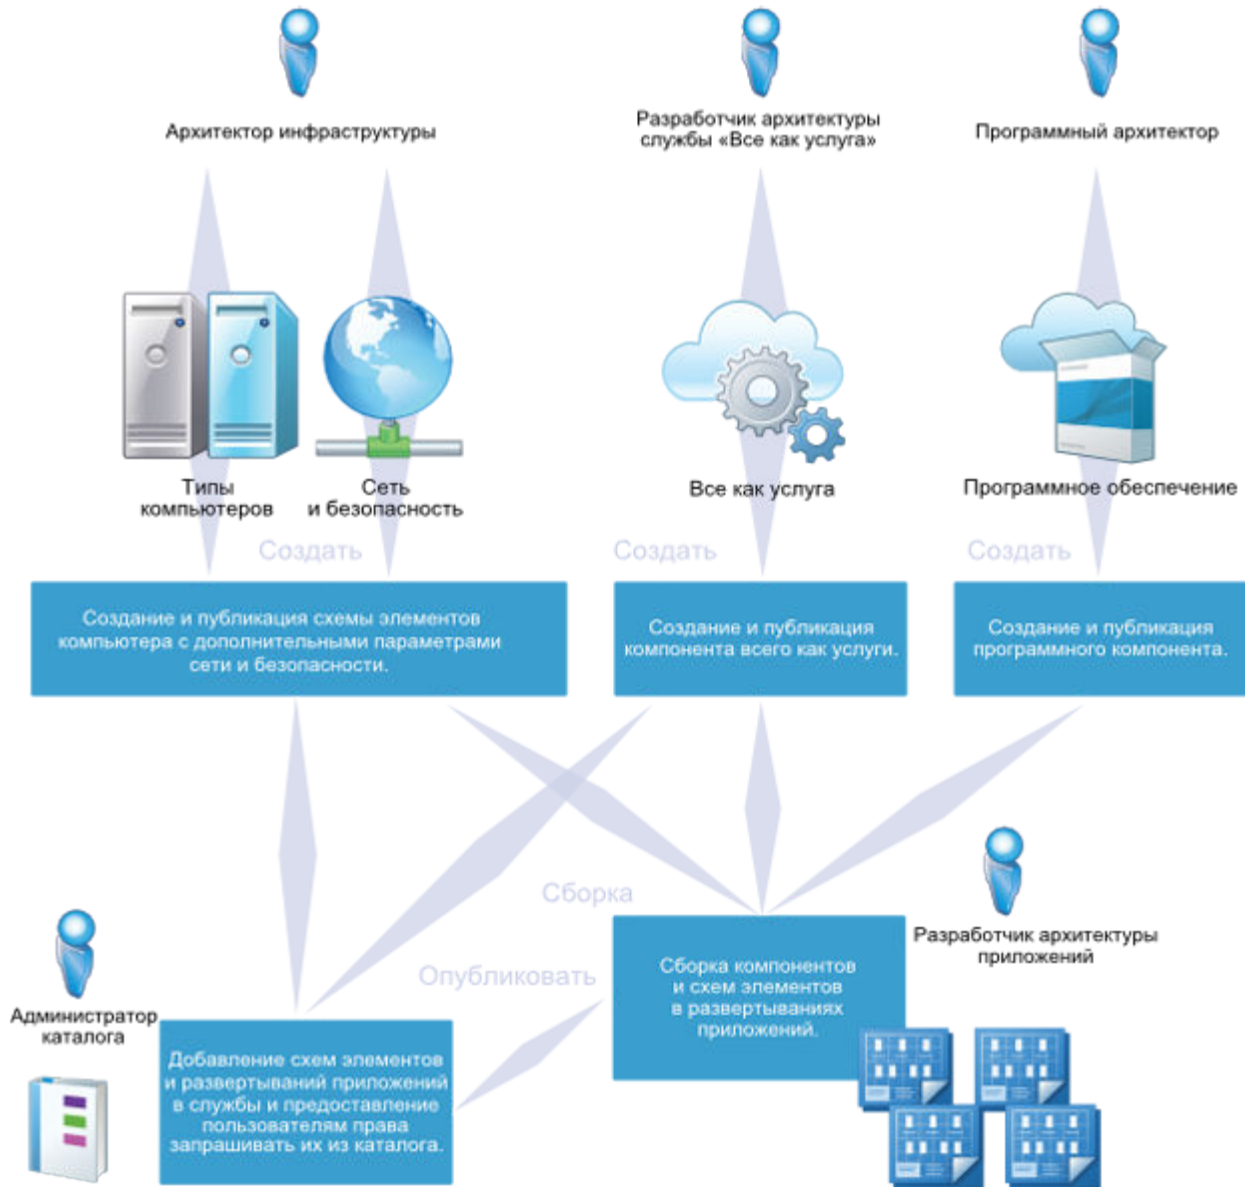 Архитектор инфраструктуры
Разработчик архитектуры
службы «Все как услуга»
Программный архитектор
Типы
компьютеров
Сеть
и безопасность
Все как услуга
Программное обеспечение
Создать
Создать
Создать
Создание и публикация схемы элементов
компьютера с дополнительными параметрами
сети и безопасности.
Создание и публикация
компонента всего как услуги.
Создание и публикация
программного компонента.
Сборка
Опубликовать
Разработчик архитектуры
приложений
Сборка компонентов
и схем элементов
в развертываниях
приложений.
Администратор
каталога
Добавление схем элементов
и развертываний приложений
в службы и предоставление
пользователям права
запрашивать их из каталога.